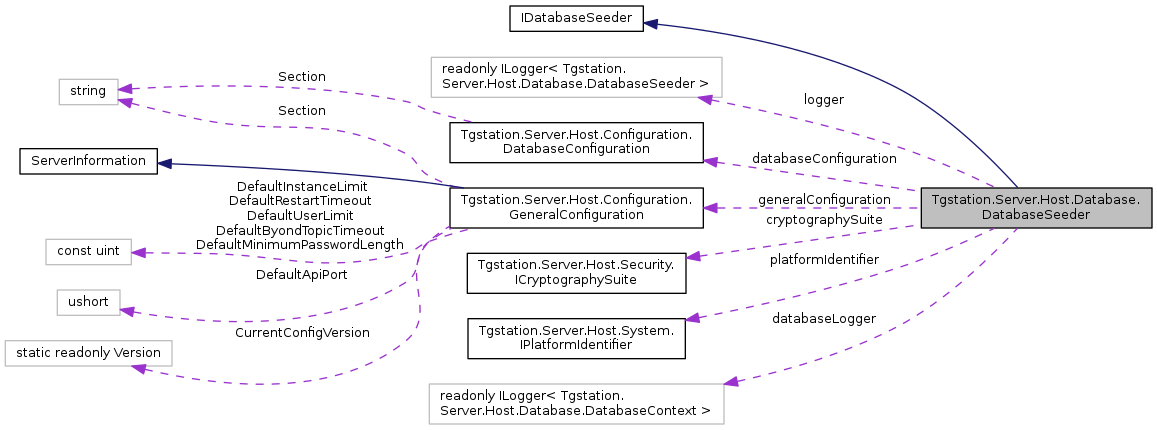 IDatabaseSeeder
readonly ILogger< Tgstation.
Server.Host.Database.DatabaseSeeder >
Section
string
logger
Section
Tgstation.Server.Host.Configuration.
DatabaseConfiguration
databaseConfiguration
ServerInformation
DefaultInstanceLimit
DefaultRestartTimeout
DefaultUserLimit
DefaultByondTopicTimeout
DefaultMinimumPasswordLength
Tgstation.Server.Host.Configuration.
GeneralConfiguration
generalConfiguration
cryptographySuite
Tgstation.Server.Host.Database.
DatabaseSeeder
const uint
DefaultApiPort
Tgstation.Server.Host.Security.
ICryptographySuite
platformIdentifier
ushort
CurrentConfigVersion
Tgstation.Server.Host.System.
IPlatformIdentifier
databaseLogger
static readonly Version
readonly ILogger< Tgstation.
Server.Host.Database.DatabaseContext >